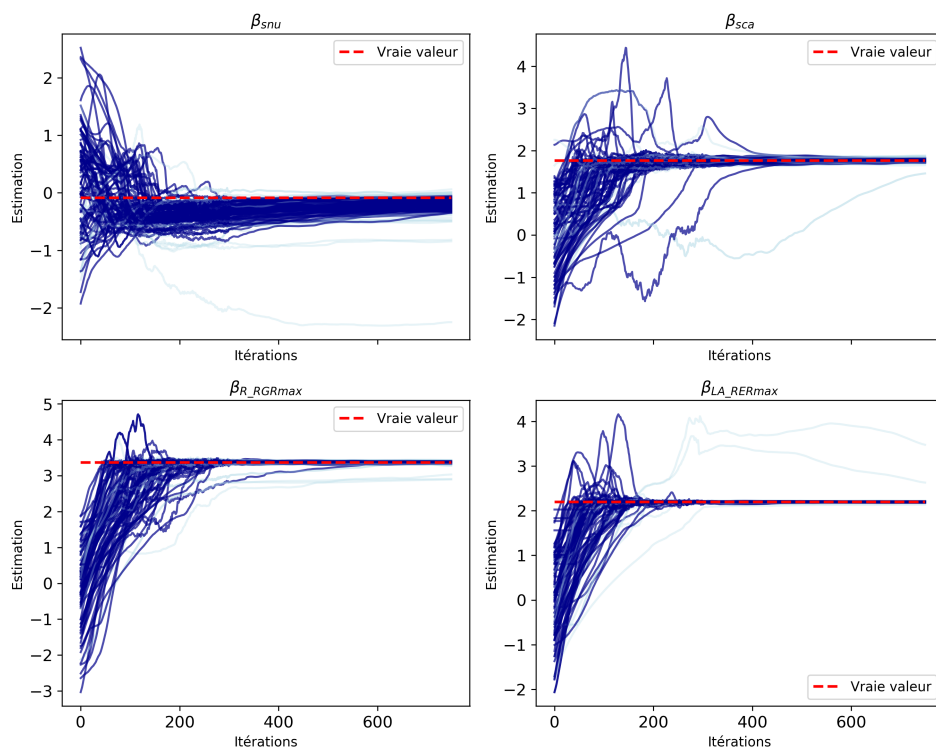 β_snu
β_sca
Vraie valeur
Vraie valeur
Estimation
2
1
0
−1
−2
Estimation
4
3
2
1
0
−1
−2
Itérations
Itérations
β_R_RGRmax
β_LA_RERmax
Vraie valeur
Estimation
5
4
3
2
1
0
−1
−2
−3
Estimation
4
3
2
1
0
−1
−2
Vraie valeur
0 200 400 600
0 200 400 600
Itérations
Itérations